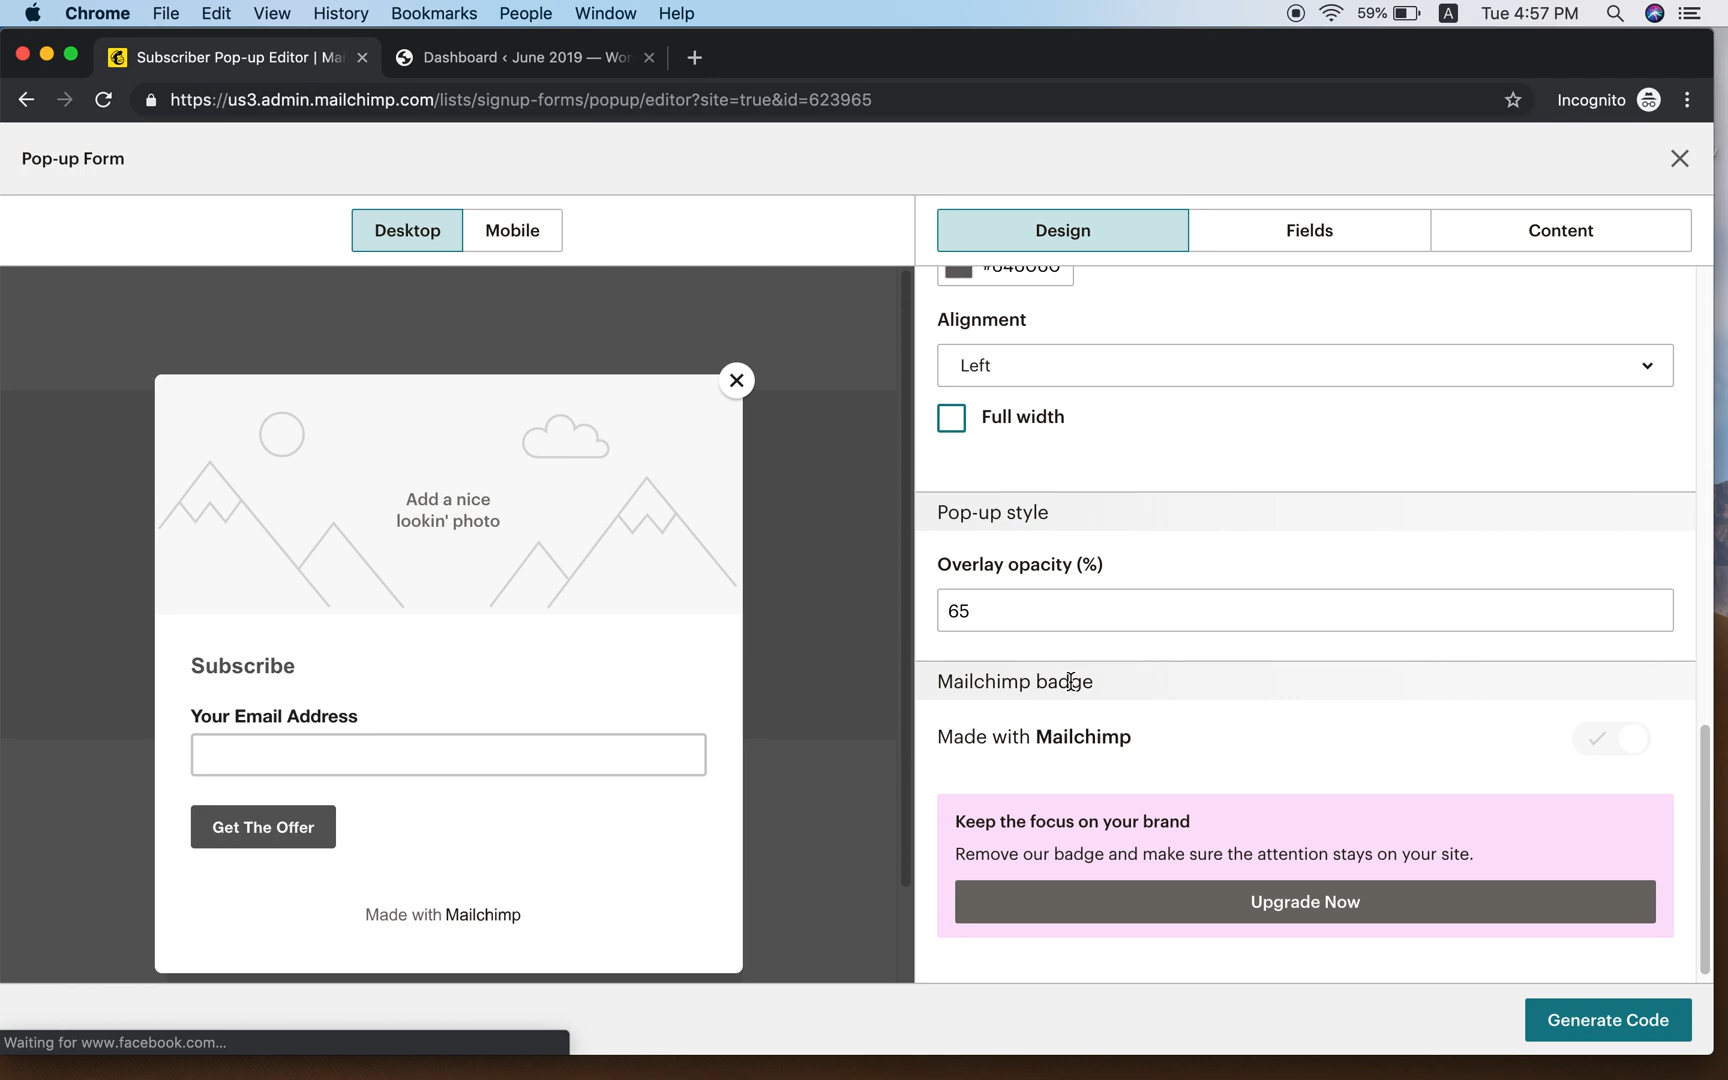 Chrome File Edit View History Bookmarks People Window Help 59% A Tue 4:57 PM
Subscriber Pop-up Editor | Mai Dashboard ‹ June 2019 — Wor
https://us3.admin.mailchimp.com/lists/signup-forms/popup/editor?site=true&id=623965 Incognito
Pop-up Form
Desktop Mobile Design Fields Content
Alignment
Left
Full width
Add a nice
lookin' photo
Pop-up style
Overlay opacity (%)
65
Subscribe
Mailchimp badge
Your Email Address
Made with Mailchimp
Get The Offer
Keep the focus on your brand
Remove our badge and make sure the attention stays on your site.
Upgrade Now
Made with Mailchimp
Generate Code
Waiting for www.facebook.com...